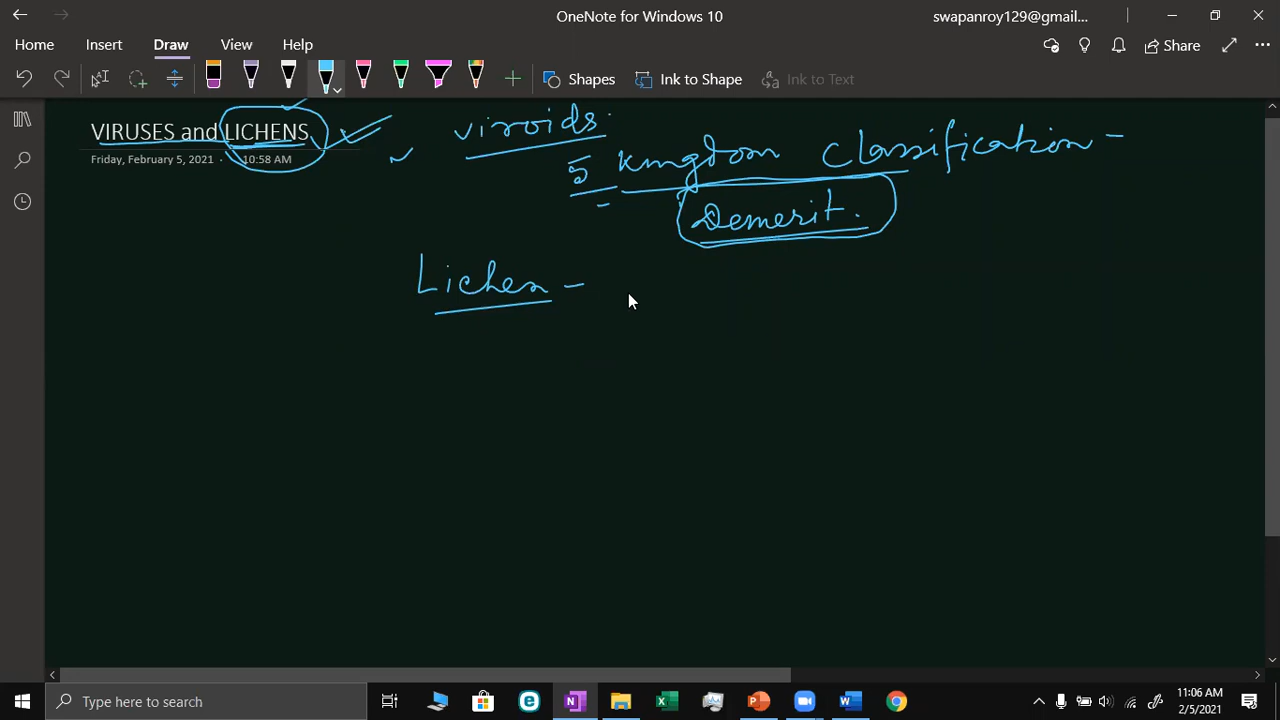 OneNote for Windows 10
swapanroy129@gmail...
Home Insert Draw View Help
Share
Shapes Ink to Shape Ink to Text
VIRUSES and LICHENS
Friday, February 5, 2021 · 10:58 AM
viroids.
5 kingdom classification -
Demerit.
Lichen -
Type here to search
11:06 AM
2/5/2021